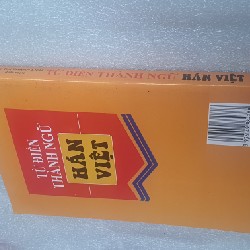 TỪ ĐIỂN THÀNH NGỮ HÁN VIỆT
TỪ ĐIỂN
THÀNH NGỮ
HÁN
VIỆT